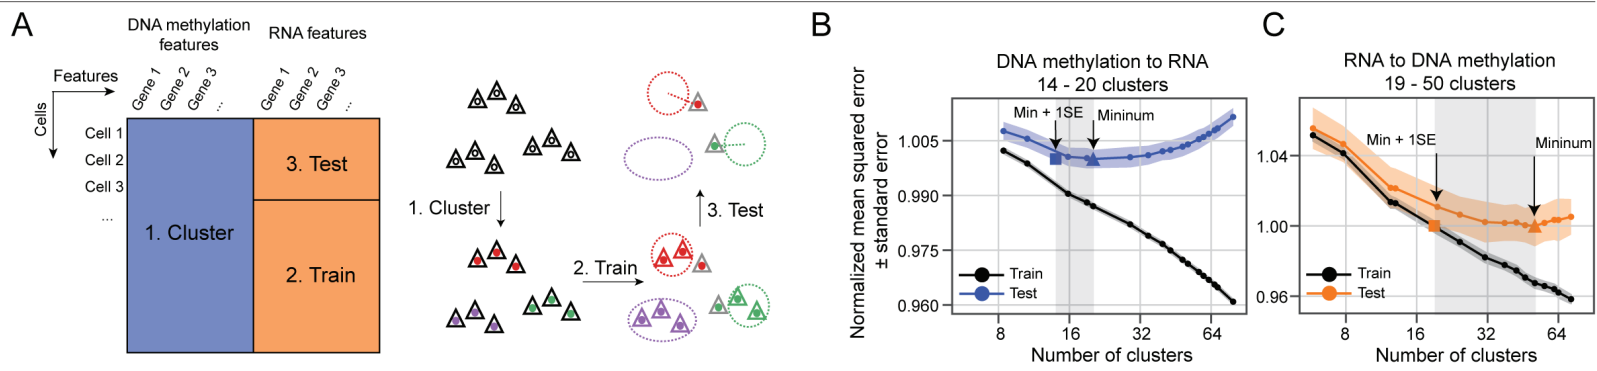 A
DNA methylation
features
RNA features
Features
Gene 1
Gene 2
Gene 3
...
Gene 1
Gene 2
Gene 3
...
Cells
Cell 1
Cell 2
Cell 3
...
1. Cluster
3. Test
2. Train
1. Cluster
2. Train
3. Test
B
DNA methylation to RNA
14 - 20 clusters
Normalized mean squared error
± standard error
1.005
0.990
0.975
0.960
Min + 1SE
Mininum
Train
Test
8
16
32
64
Number of clusters
C
RNA to DNA methylation
19 - 50 clusters
1.04
1.00
0.96
Min + 1SE
Mininum
Train
Test
8
16
32
64
Number of clusters